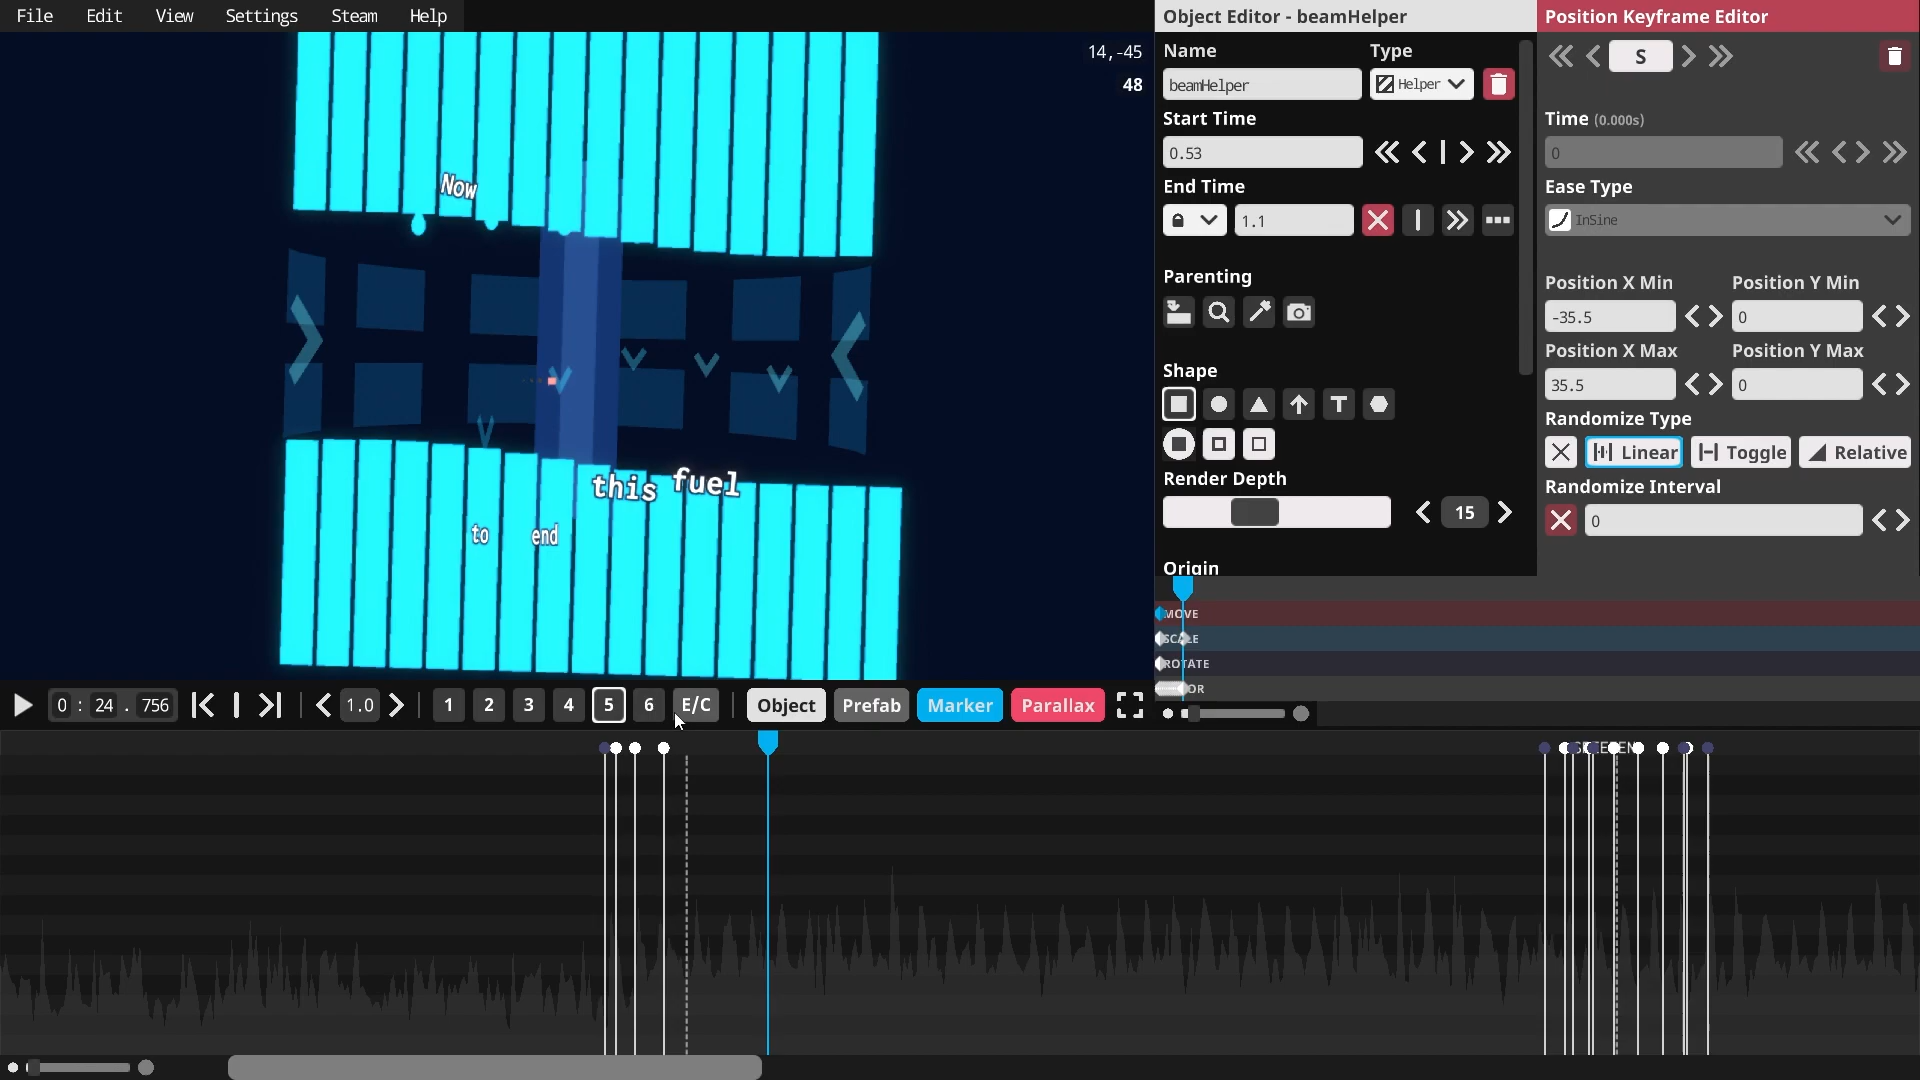 File Edit View Settings Steam Help
14,-45
48
Now
this fuel
to end
Object Editor - beamHelper
Name Type
beamHelper Helper
Start Time
0.53
End Time
1.1
Parenting
Shape
Render Depth
15
Origin
Position Keyframe Editor
S
Time (0.000s)
0
Ease Type
InSine
Position X Min Position Y Min
-35.5 0
Position X Max Position Y Max
35.5 0
Randomize Type
Linear Toggle Relative
Randomize Interval
0
MOVE
SCALE
ROTATE
OR
0 : 24 . 756 1.0 1 2 3 4 5 6 E/C Object Prefab Marker Parallax